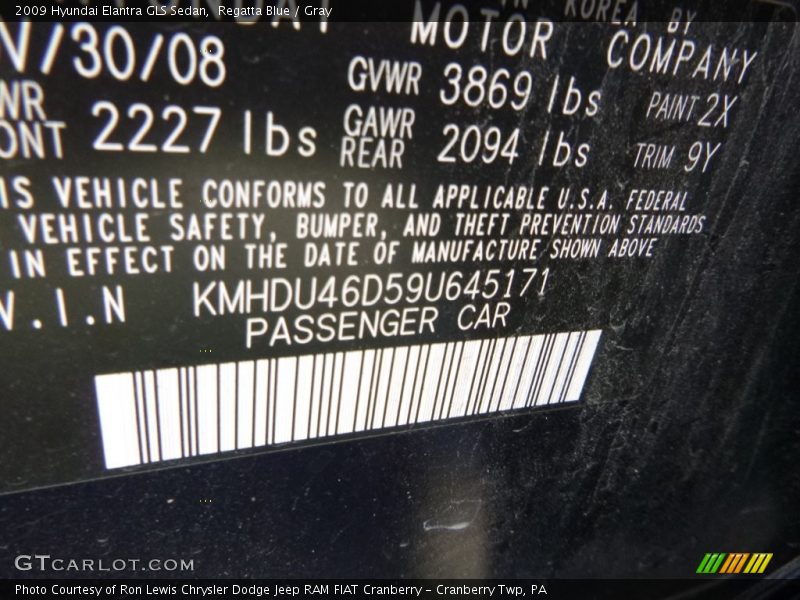 2009 Hyundai Elantra GLS Sedan, Regatta Blue / Gray
KOREA BY
MOTOR COMPANY
/30/08
GVWR 3869 lbs
PAINT 2X
2227 lbs
GAWR REAR 2094 lbs
TRIM 9Y
VEHICLE CONFORMS TO ALL APPLICABLE U.S.A. FEDERAL
VEHICLE SAFETY, BUMPER, AND THEFT PREVENTION STANDARDS
IN EFFECT ON THE DATE OF MANUFACTURE SHOWN ABOVE
V.I.N KMHDU46D59U645171
PASSENGER CAR
GTCARLOT.COM
Photo Courtesy of Ron Lewis Chrysler Dodge Jeep RAM FIAT Cranberry - Cranberry Twp, PA